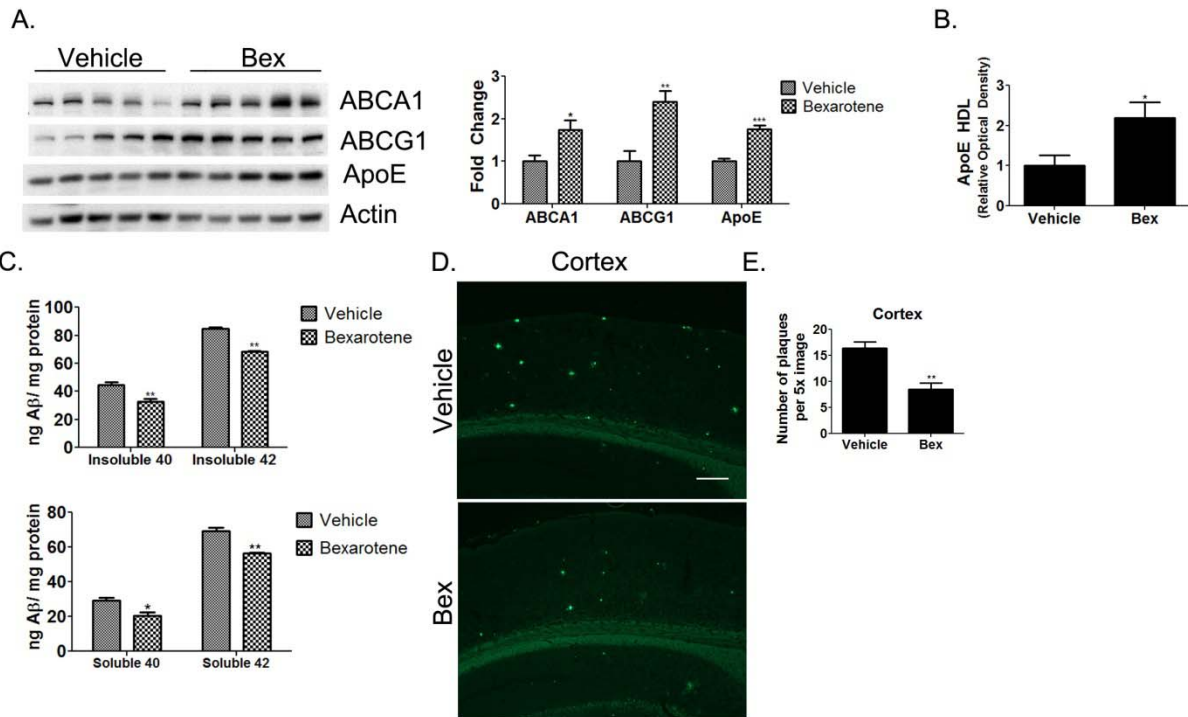 A.
Vehicle Bex
ABCA1
ABCG1
ApoE
Actin
Fold Change
3
2
1
0
* ** ***
ABCA1 ABCG1 ApoE
Vehicle
Bexarotene
B.
ApoE HDL
(Relative Optical Density)
3
2
1
0
*
Vehicle Bex
C.
ng Aβ/ mg protein
100
80
60
40
20
0
** **
Insoluble 40 Insoluble 42
Vehicle
Bexarotene
ng Aβ/ mg protein
80
60
40
20
0
* **
Soluble 40 Soluble 42
Vehicle
Bexarotene
D.
Cortex
Vehicle
Bex
E.
Cortex
Number of plaques
per 5x image
20
15
10
5
0
**
Vehicle Bex